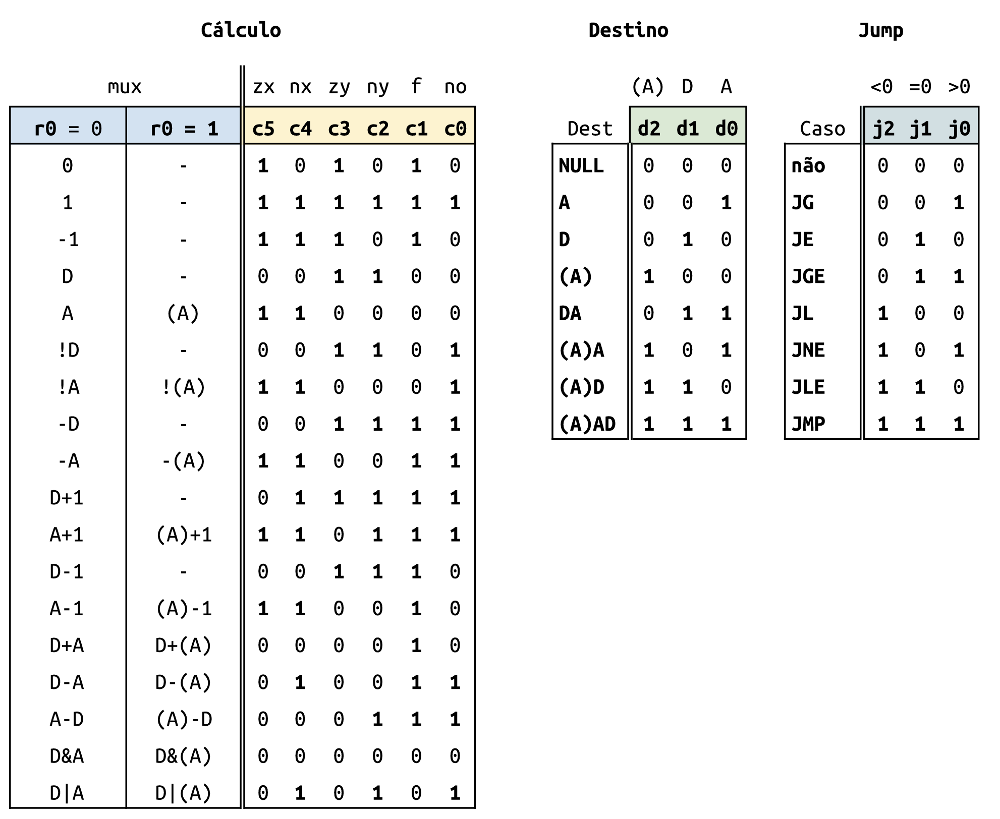 Cálculo Destino Jump
mux zx nx zy ny f no (A) D A <0 =0 >0
r0 = 0 r0 = 1 c5 c4 c3 c2 c1 c0 Dest d2 d1 d0 Caso j2 j1 j0
0 - 1 0 1 0 1 0 NULL 0 0 0 não 0 0 0
1 - 1 1 1 1 1 1 A 0 0 1 JG 0 0 1
-1 - 1 1 1 0 1 0 D 0 1 0 JE 0 1 0
D - 0 0 1 1 0 0 (A) 1 0 0 JGE 0 1 1
A (A) 1 1 0 0 0 0 DA 0 1 1 JL 1 0 0
!D - 0 0 1 1 0 1 (A)A 1 0 1 JNE 1 0 1
!A !(A) 1 1 0 0 0 1 (A)D 1 1 0 JLE 1 1 0
-D - 0 0 1 1 1 1 (A)AD 1 1 1 JMP 1 1 1
-A -(A) 1 1 0 0 1 1
D+1 - 0 1 1 1 1 1
A+1 (A)+1 1 1 0 1 1 1
D-1 - 0 0 1 1 1 0
A-1 (A)-1 1 1 0 0 1 0
D+A D+(A) 0 0 0 0 1 0
D-A D-(A) 0 1 0 0 1 1
A-D (A)-D 0 0 0 1 1 1
D&A D&(A) 0 0 0 0 0 0
D|A D|(A) 0 1 0 1 0 1